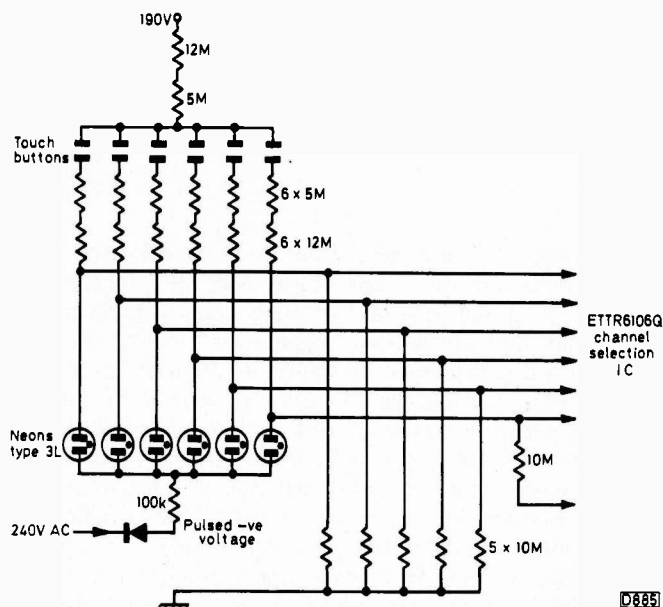 190V
12M
5M
Touch
buttons
6 x 5M
6 x 12M
ETTR6106Q
channel
selection
IC
Neons
type 3L
10M
100k
240V AC
Pulsed -ve
voltage
5 x 10M
D885